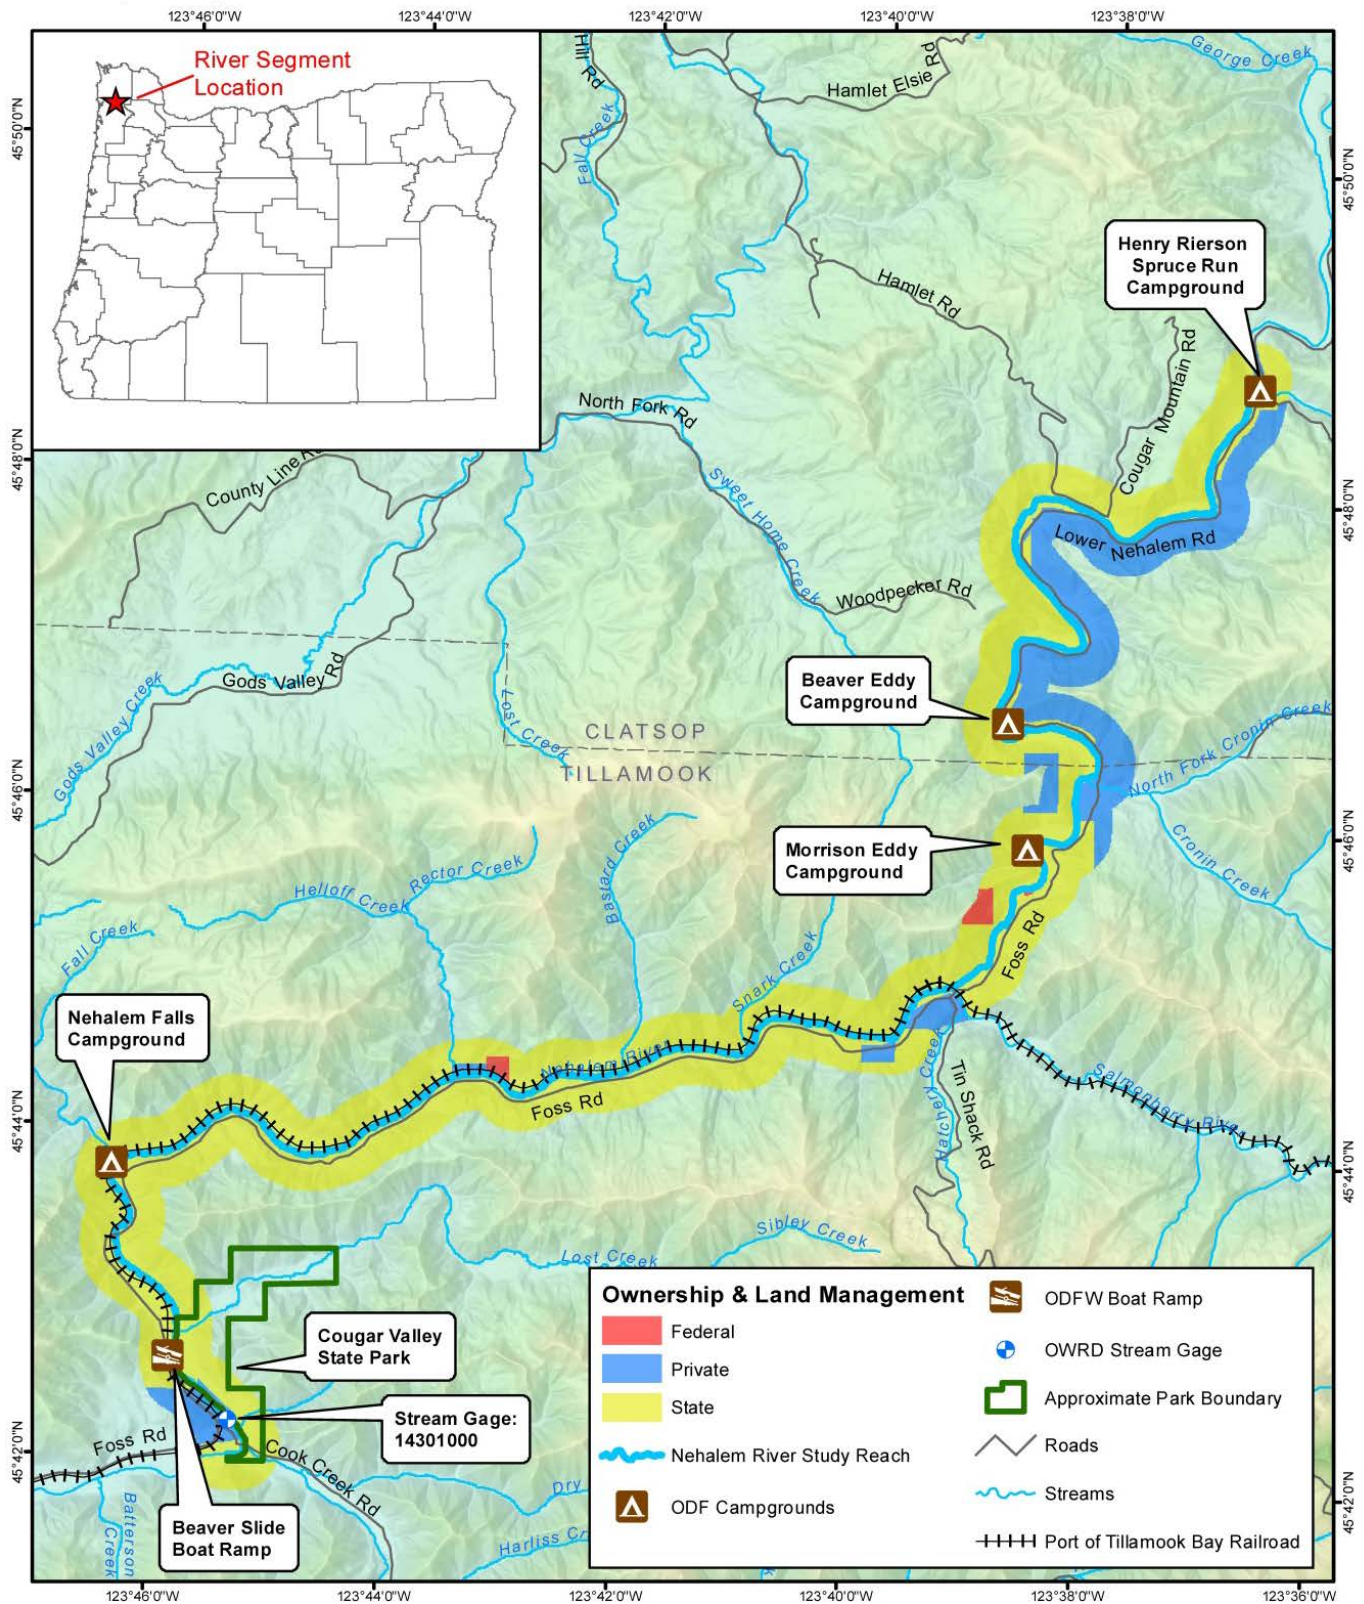 123°46'0"W
123°44'0"W
123°42'0"W
123°40'0"W
123°38'0"W
River Segment
Location
Hill Rd
Fall Creek
Hamlet Elsie Rd
George Creek
45°50'0"N
45°50'0"N
Henry Rierson
Spruce Run
Campground
Hamlet Rd
Cougar Mountain Rd
North Fork Rd
County Line
45°48'0"N
45°48'0"N
Sweet Home Creek
Lower Nehalem Rd
Woodpecker Rd
Gods Valley Rd
Gods Valley Creek
Lost Creek
Beaver Eddy
Campground
CLATSOP
TILLAMOOK
North Fork Cronin Creek
Cronin Creek
45°46'0"N
45°46'0"N
Morrison Eddy
Campground
Rector Creek
Helloff Creek
Bastard Creek
Fall Creek
Snark Creek
Foss Rd
Nehalem Falls
Campground
Nehalem River
Foss Rd
Hatchery Creek
Tin Shack Rd
Salmonberry River
45°44'0"N
45°44'0"N
Sibley Creek
Lost Creek
Cougar Valley
State Park
Stream Gage:
14301000
Foss Rd
Cook Creek Rd
45°42'0"N
45°42'0"N
Dry
Harliss Cr
Batterson
Creek
Beaver Slide
Boat Ramp
Ownership & Land Management
Federal
Private
State
Nehalem River Study Reach
ODF Campgrounds
ODFW Boat Ramp
OWRD Stream Gage
Approximate Park Boundary
Roads
Streams
Port of Tillamook Bay Railroad
123°46'0"W
123°44'0"W
123°42'0"W
123°40'0"W
123°38'0"W
123°36'0"W